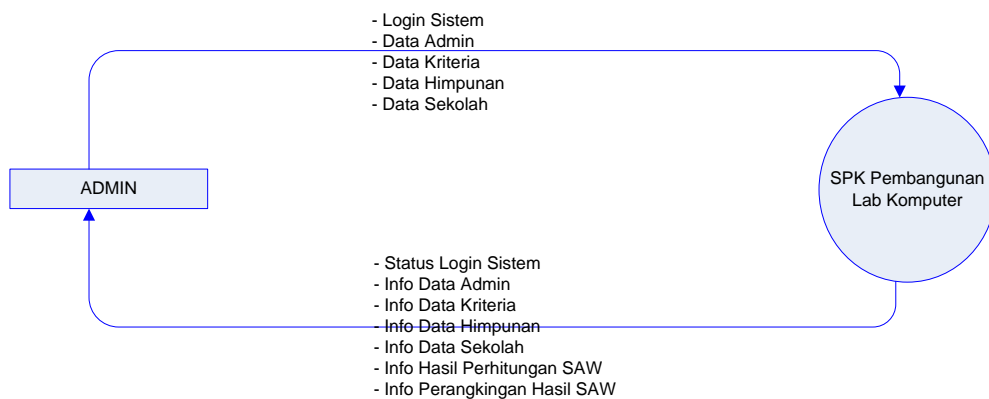 - Login Sistem
- Data Admin
- Data Kriteria
- Data Himpunan
- Data Sekolah
ADMIN
SPK Pembangunan
Lab Komputer
- Status Login Sistem
- Info Data Admin
- Info Data Kriteria
- Info Data Himpunan
- Info Data Sekolah
- Info Hasil Perhitungan SAW
- Info Perangkingan Hasil SAW